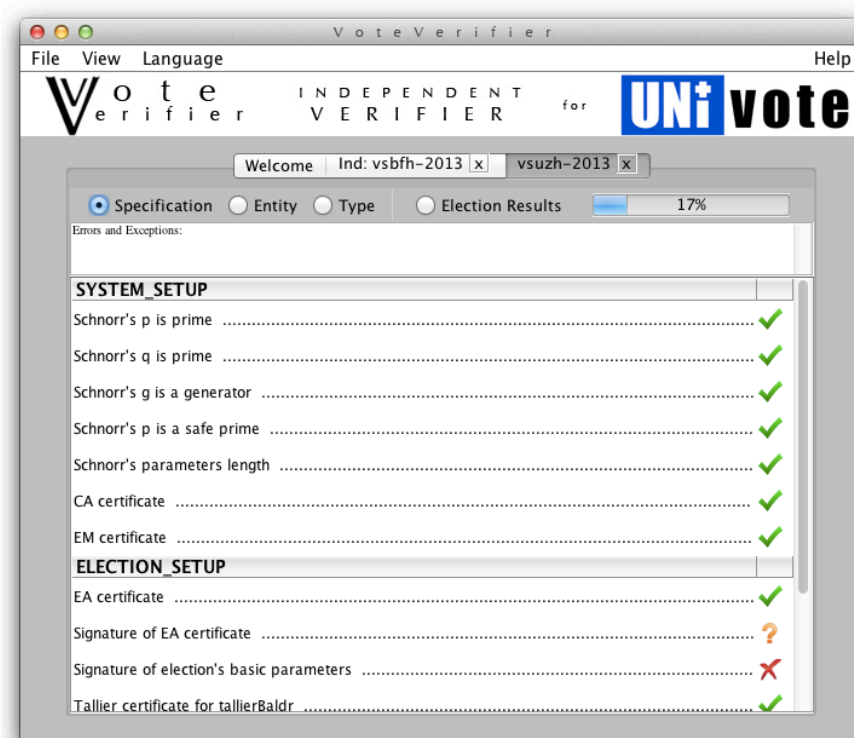 VoteVerifier
File View Language Help
Vote Verifier INDEPENDENT VERIFIER for UNi vote
Welcome Ind: vsbfh-2013 x vsuzh-2013 x
Specification Entity Type Election Results 17%
Errors and Exceptions:
SYSTEM_SETUP
Schnorr's p is prime
Schnorr's q is prime
Schnorr's g is a generator
Schnorr's p is a safe prime
Schnorr's parameters length
CA certificate
EM certificate
ELECTION_SETUP
EA certificate
Signature of EA certificate
Signature of election's basic parameters
Tallier certificate for tallierBaldr